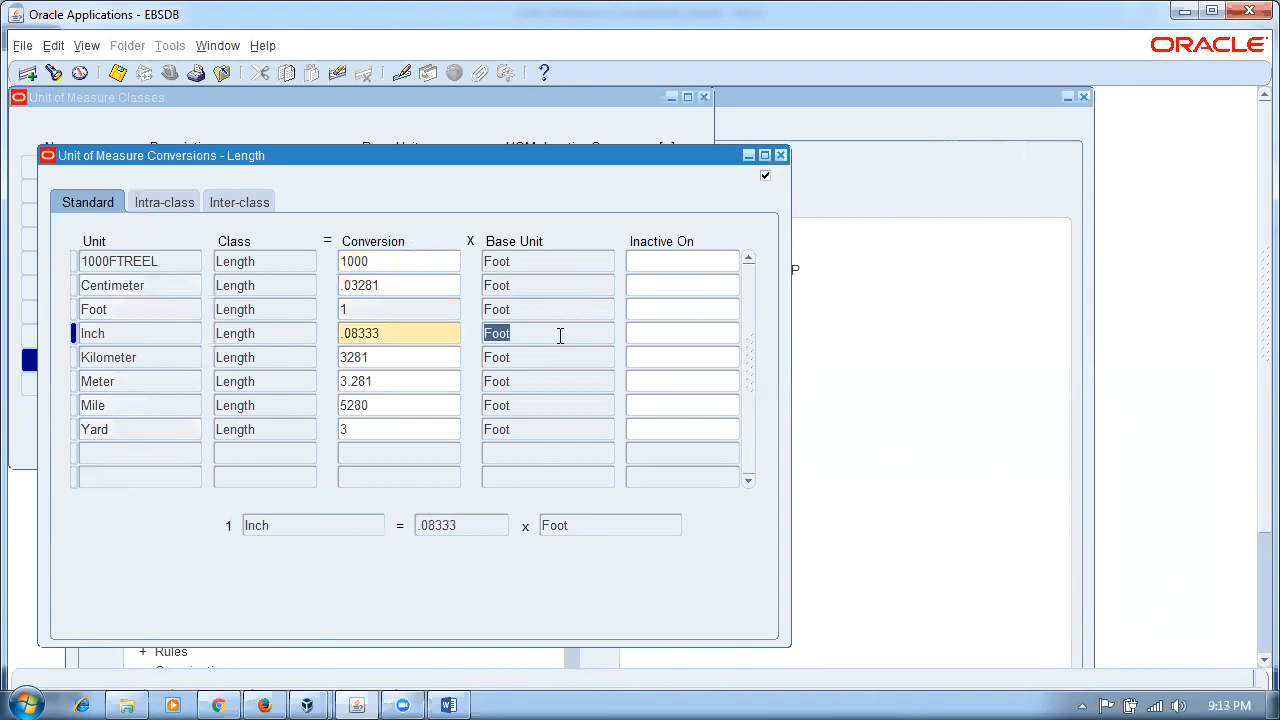 Oracle Applications - EBSDB
File Edit View Folder Tools Window Help
ORACLE
Unit of Measure Classes
Unit of Measure Conversions - Length
Standard Intra-class Inter-class
Unit Class = Conversion X Base Unit Inactive On
1000FTREEL Length 1000 Foot
Centimeter Length .03281 Foot
Foot Length 1 Foot
Inch Length .08333 Foot
Kilometer Length 3281 Foot
Meter Length 3.281 Foot
Mile Length 5280 Foot
Yard Length 3 Foot
1 Inch = .08333 x Foot
+ Rules
9:13 PM